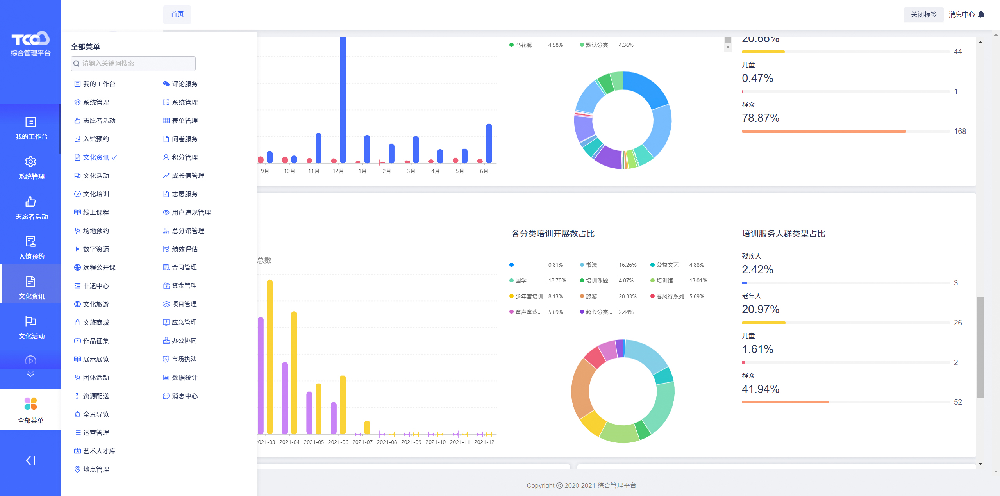 首页
关闭标签 消息中心
TCC
综合管理平台
我的工作台
系统管理
志愿者活动
入馆预约
文化资讯
文化活动
全部菜单
全部菜单
请输入关键词搜索
我的工作台
系统管理
志愿者活动
入馆预约
文化资讯
文化活动
文化培训
线上课程
场地预约
数字资源
远程公开课
非遗中心
文化旅游
文旅商城
作品征集
展示展览
团体活动
资源配送
全景导览
运营管理
艺术人才库
地点管理
评论服务
系统管理
表单管理
问卷服务
积分管理
成长值管理
志愿服务
用户违规管理
总分馆管理
绩效评估
合同管理
资金管理
项目管理
应急管理
办公协同
市场执法
数据统计
消息中心
9月 10月 11月 12月 1月 2月 3月 4月 5月 6月
马花腾 4.58% 默认分类 4.36%
20.66%
44
儿童
0.47%
1
群众
78.87%
168
总数
2021-03 2021-04 2021-05 2021-06 2021-07 2021-08 2021-09 2021-10 2021-11 2021-12
各分类培训开展数占比
0.81% 书法 16.26% 公益文艺 4.88%
国学 18.70% 培训课题 4.07% 培训馆 13.01%
少年宫培训 8.13% 旅游 20.33% 春风行系列 5.69%
童声童戏... 5.69% 超长分类... 2.44%
培训服务人群类型占比
残疾人
2.42%
3
老年人
20.97%
26
儿童
1.61%
2
群众
41.94%
52
Copyright © 2020-2021 综合管理平台